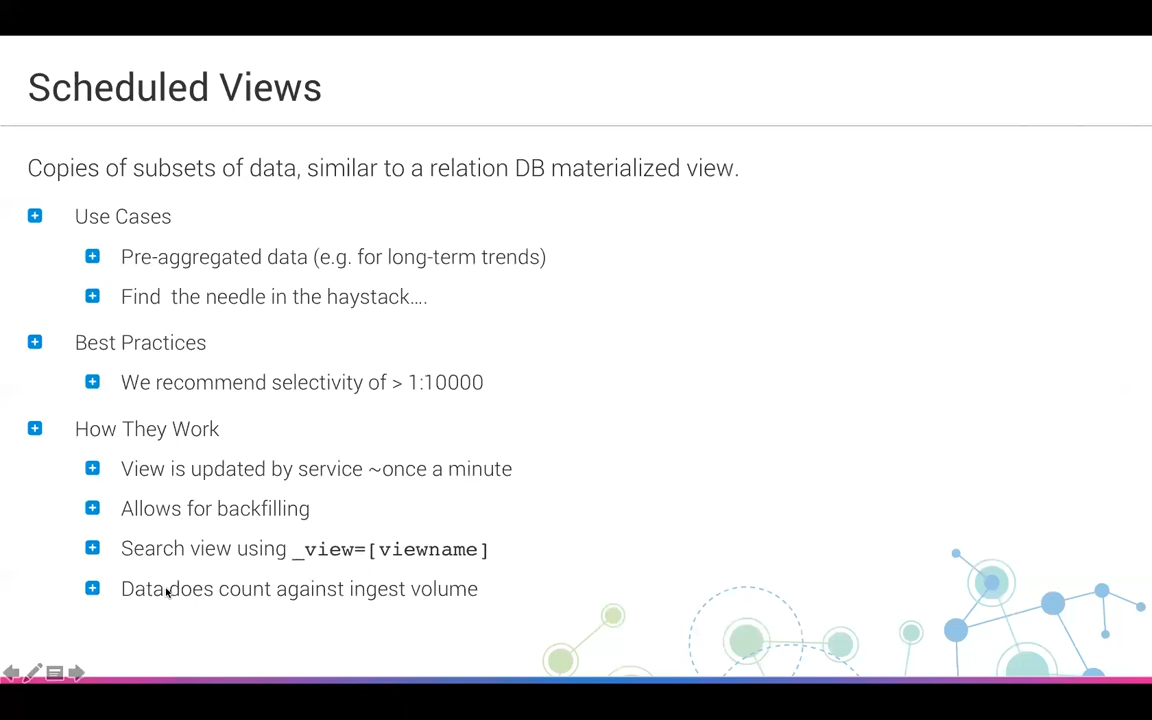 Scheduled Views
Copies of subsets of data, similar to a relation DB materialized view.
Use Cases
Pre-aggregated data (e.g. for long-term trends)
Find the needle in the haystack....
Best Practices
We recommend selectivity of > 1:10000
How They Work
View is updated by service ~once a minute
Allows for backfilling
Search view using _view=[viewname]
Data does count against ingest volume